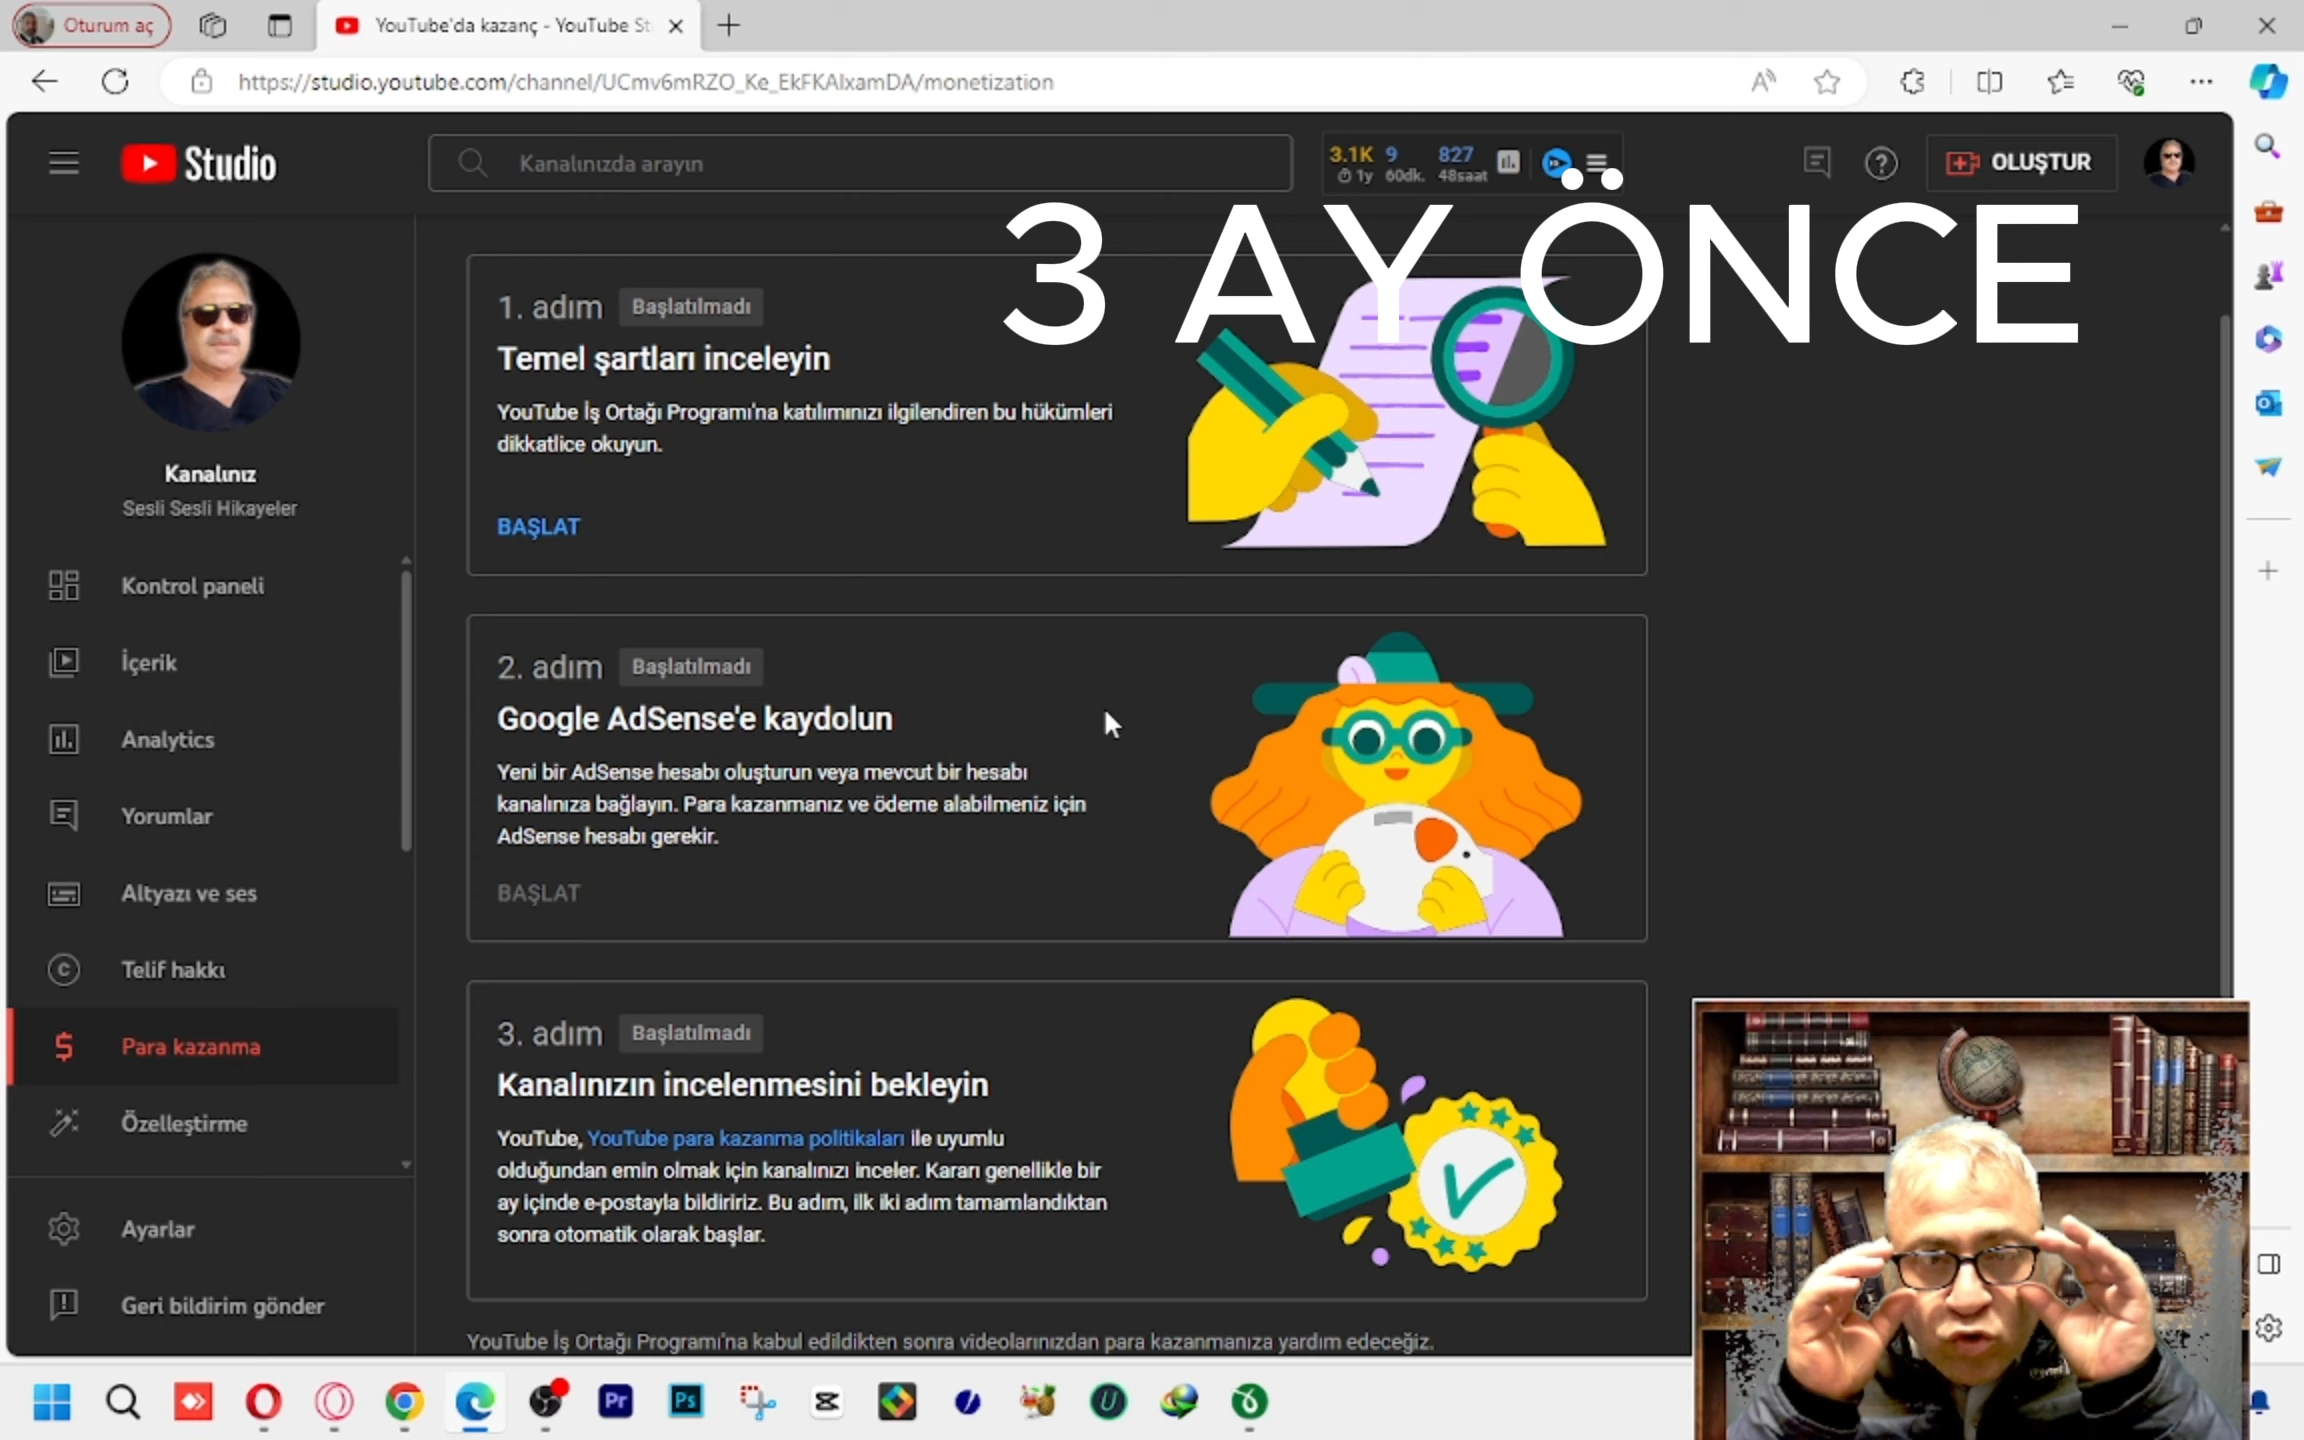 Oturum aç
YouTube'da kazanç - YouTube St
https://studio.youtube.com/channel/UCmv6mRZO_Ke_EkFKAlxamDA/monetization
Studio
Kanalınızda arayın
3.1K 9 827
1y 60dk. 48saat
OLUŞTUR
3 AY ÖNCE
Kanalınız
Sesli Sesli Hikayeler
Kontrol paneli
İçerik
Analytics
Yorumlar
Altyazı ve ses
Telif hakkı
Para kazanma
Özelleştirme
Ayarlar
Geri bildirim gönder
1. adım Başlatılmadı
Temel şartları inceleyin
YouTube İş Ortağı Programı'na katılımınızı ilgilendiren bu hükümleri
dikkatlice okuyun.
BAŞLAT
2. adım Başlatılmadı
Google AdSense'e kaydolun
Yeni bir AdSense hesabı oluşturun veya mevcut bir hesabı
kanalınıza bağlayın. Para kazanmanız ve ödeme alabilmeniz için
AdSense hesabı gerekir.
BAŞLAT
3. adım Başlatılmadı
Kanalınızın incelenmesini bekleyin
YouTube, YouTube para kazanma politikaları ile uyumlu
olduğundan emin olmak için kanalınızı inceler. Kararı genellikle bir
ay içinde e-postayla bildiririz. Bu adım, ilk iki adım tamamlandıktan
sonra otomatik olarak başlar.
YouTube İş Ortağı Programı'na kabul edildikten sonra videolarınızdan para kazanmanıza yardım edeceğiz.
Pr
Ps